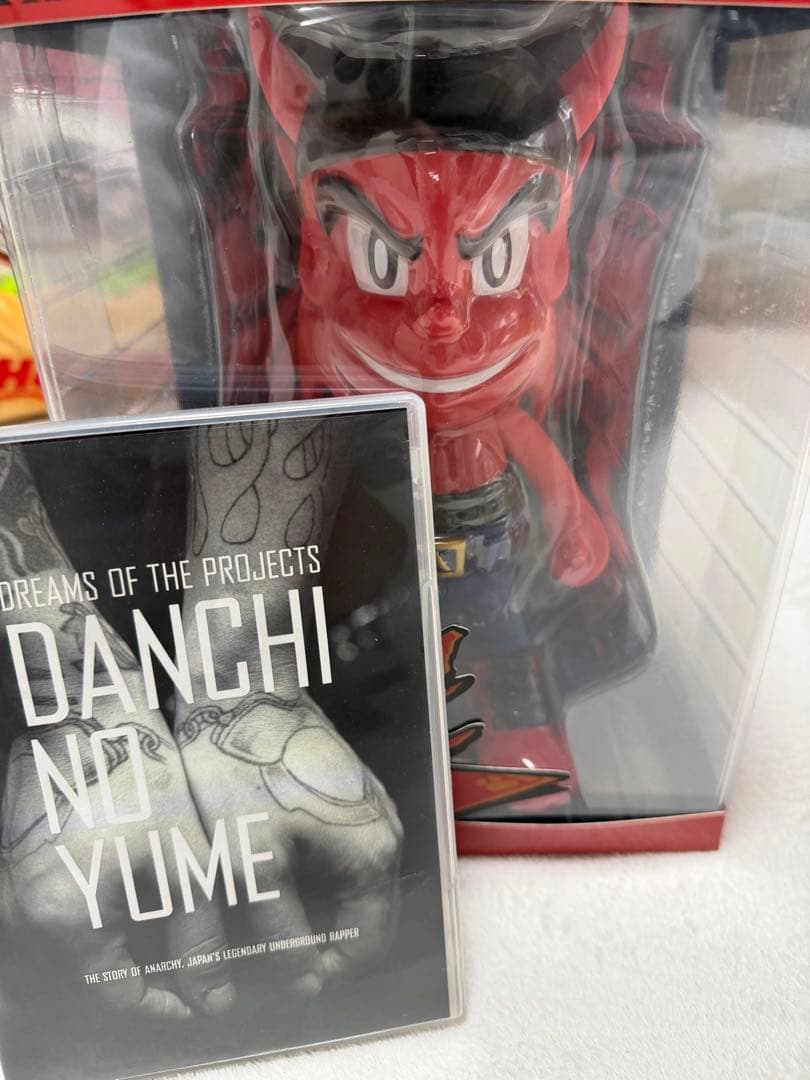 DREAMS OF THE PROJECTS
DANCHI
NO
YUME
THE STORY OF ANARCHY, JAPAN'S LEGENDARY UNDERGROUND RAPPER